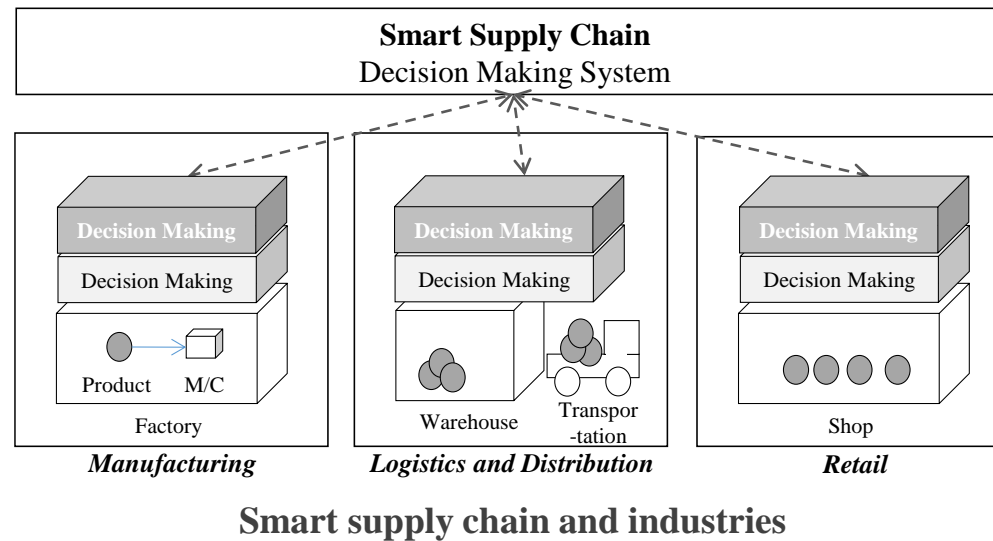 Smart Supply Chain
Decision Making System
Decision Making
Decision Making
Product
M/C
Factory
Manufacturing
Decision Making
Decision Making
Warehouse
Transpor
-tation
Logistics and Distribution
Decision Making
Decision Making
Shop
Retail
Smart supply chain and industries